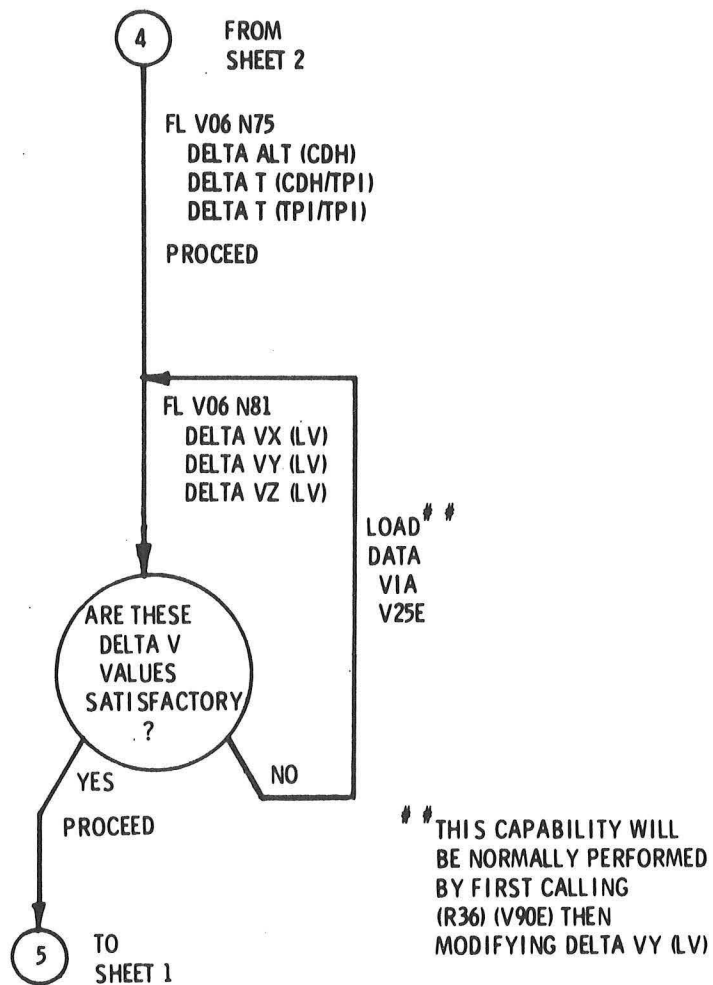 4
FROM
SHEET 2
FL V06 N75
DELTA ALT (CDH)
DELTA T (CDH/TPI)
DELTA T (TPI/TPI)
PROCEED
FL V06 N81
DELTA VX (LV)
DELTA VY (LV)
DELTA VZ (LV)
LOAD # #
DATA
VIA
V25E
ARE THESE
DELTA V
VALUES
SATISFACTORY
?
YES
NO
PROCEED
5
TO
SHEET 1
# # THIS CAPABILITY WILL
BE NORMALLY PERFORMED
BY FIRST CALLING
(R36) (V90E) THEN
MODIFYING DELTA VY (LV)